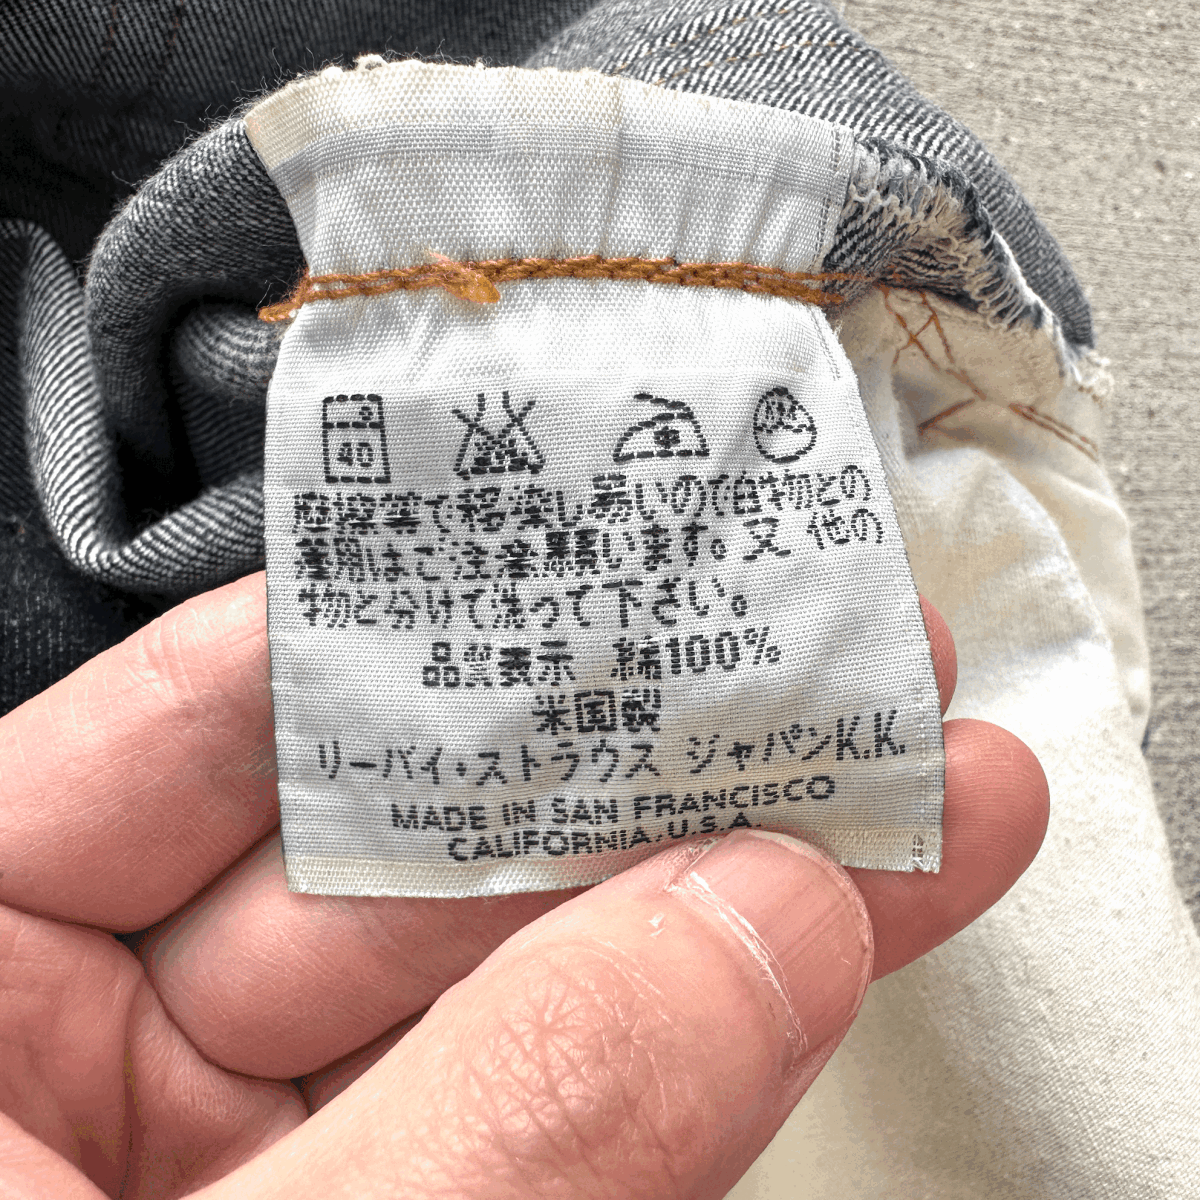 40
中
摩擦等で移染し易いので白物との
着用はご注意願います。又 他の
物と分けて洗って下さい。
品質表示 綿100%
米国製
リーバイ・ストラウス ジャパンK.K.
MADE IN SAN FRANCISCO
CALIFORNIA, U.S.A.